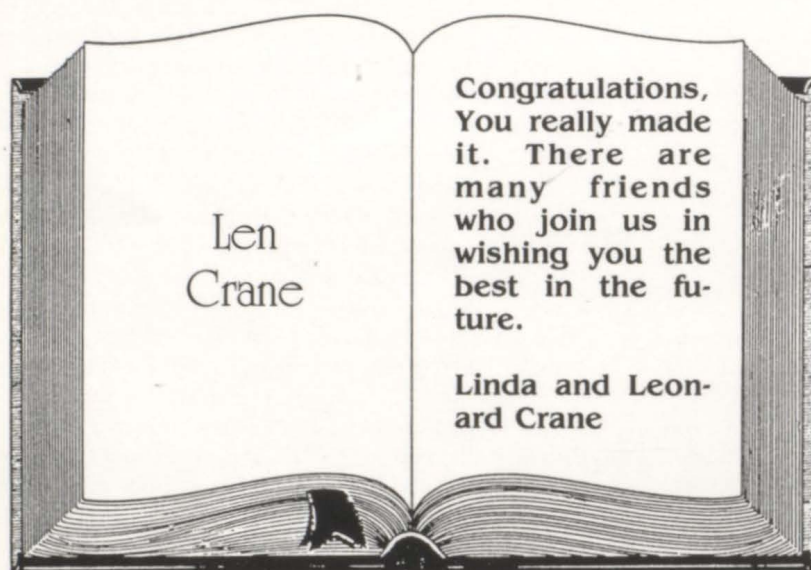 Len
Crane
Congratulations,
You really made
it. There are
many friends
who join us in
wishing you the
best in the fu-
ture.
Linda and Leon-
ard Crane